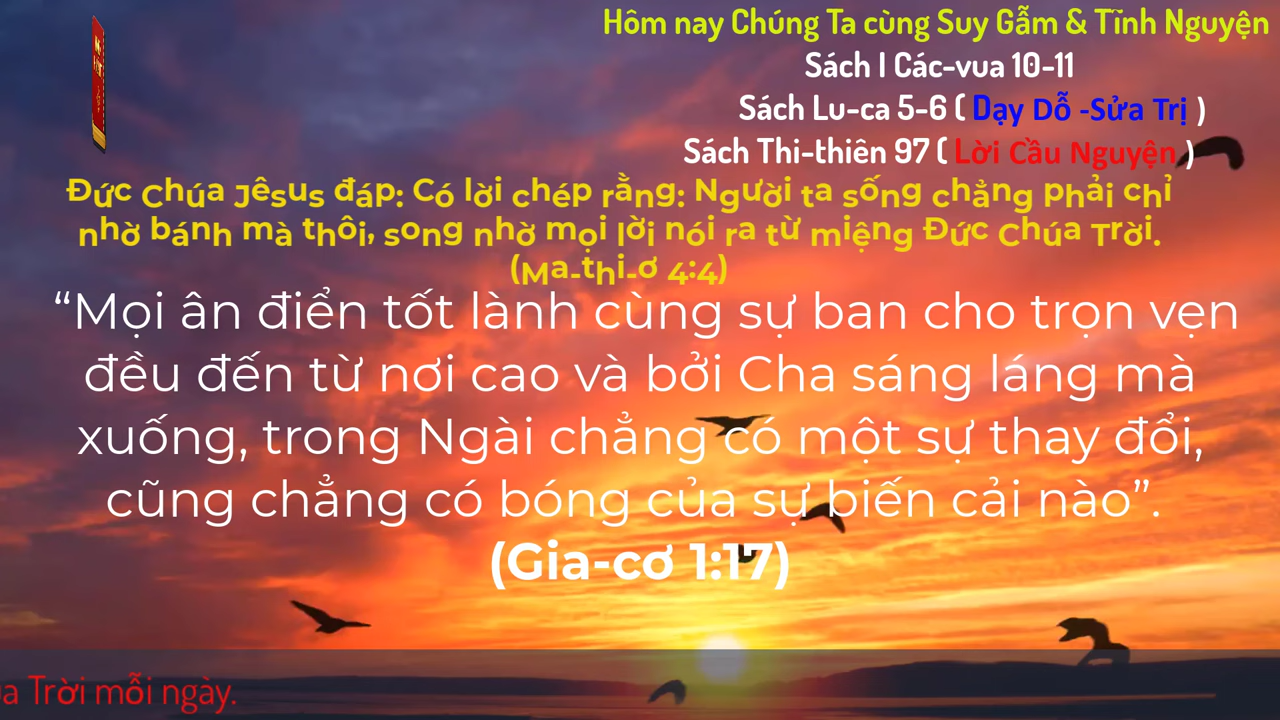 Hôm nay Chúng Ta cùng Suy Gẫm & Tĩnh Nguyện
Sách I Các-vua 10-11
Sách Lu-ca 5-6 ( Dạy Dỗ -Sửa Trị )
Sách Thi-thiên 97 ( Lời Cầu Nguyện )
Đức Chúa Jêsus đáp: Có lời chép rằng: Người ta sống chẳng phải chỉ
nhờ bánh mà thôi, song nhờ mọi lời nói ra từ miệng Đức Chúa Trời.
(Ma-thi-ơ 4:4)
“Mọi ân điển tốt lành cùng sự ban cho trọn vẹn
đều đến từ nơi cao và bởi Cha sáng láng mà
xuống, trong Ngài chẳng có một sự thay đổi,
cũng chẳng có bóng của sự biến cải nào”.
(Gia-cơ 1:17)
Trời mỗi ngày.